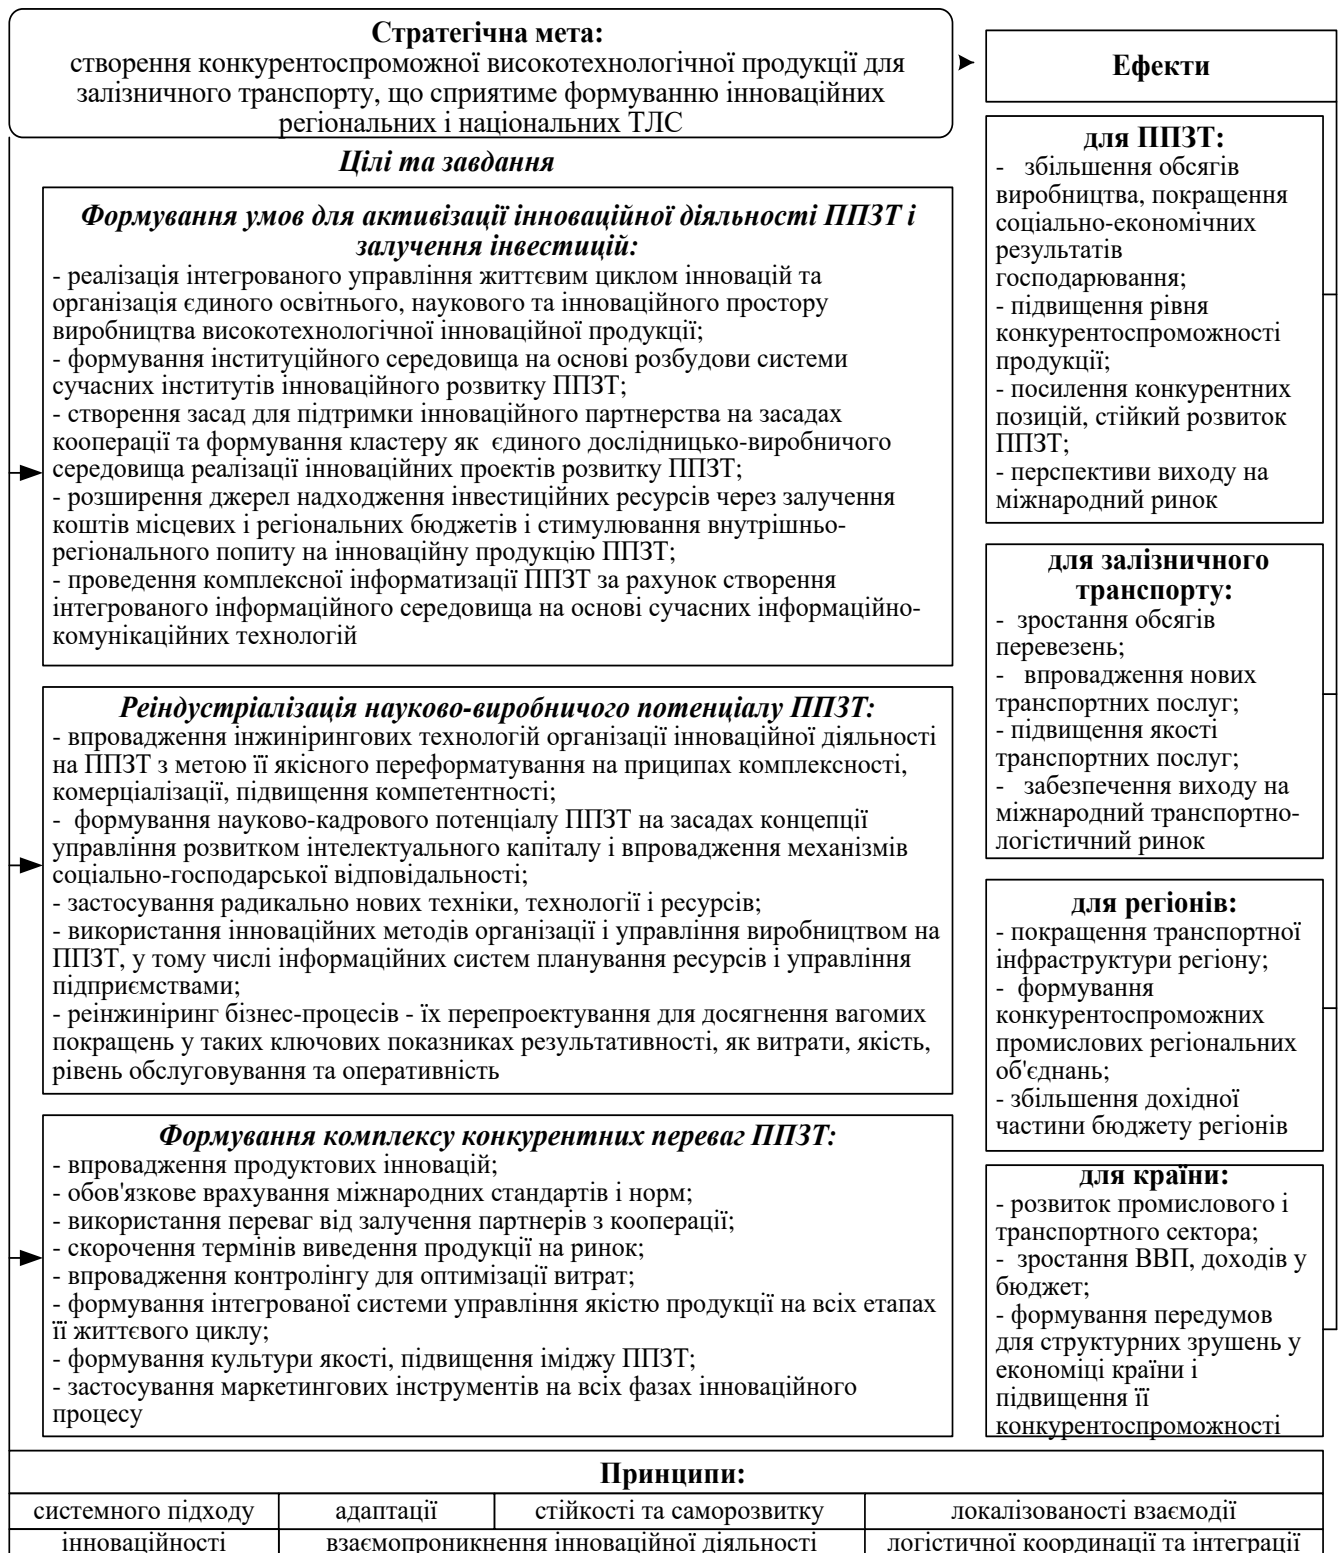 Стратегічна мета:
створення конкурентоспроможної високотехнологічної продукції для
залізничного транспорту, що сприятиме формуванню інноваційних
регіональних і національних ТЛС
Цілі та завдання
Формування умов для активізації інноваційної діяльності ППЗТ і
залучення інвестицій:
- реалізація інтегрованого управління життєвим циклом інновацій та
організація єдиного освітнього, наукового та інноваційного простору
виробництва високотехнологічної інноваційної продукції;
- формування інституційного середовища на основі розбудови системи
сучасних інститутів інноваційного розвитку ППЗТ;
- створення засад для підтримки інноваційного партнерства на засадах
кооперації та формування кластеру як єдиного дослідницько-виробничого
середовища реалізації інноваційних проектів розвитку ППЗТ;
- розширення джерел надходження інвестиційних ресурсів через залучення
коштів місцевих і регіональних бюджетів і стимулювання внутрішньо-
регіонального попиту на інноваційну продукцію ППЗТ;
- проведення комплексної інформатизації ППЗТ за рахунок створення
інтегрованого інформаційного середовища на основі сучасних інформаційно-
комунікаційних технологій
Реіндустріалізація науково-виробничого потенціалу ППЗТ:
- впровадження інжинірингових технологій організації інноваційної діяльності
на ППЗТ з метою її якісного переформатування на приципах комплексності,
комерціалізації, підвищення компетентності;
- формування науково-кадрового потенціалу ППЗТ на засадах концепції
управління розвитком інтелектуального капіталу і впровадження механізмів
соціально-господарської відповідальності;
- застосування радикально нових техніки, технології і ресурсів;
- використання інноваційних методів організації і управління виробництвом на
ППЗТ, у тому числі інформаційних систем планування ресурсів і управління
підприємствами;
- реінжиніринг бізнес-процесів - їх перепроектування для досягнення вагомих
покращень у таких ключових показниках результативності, як витрати, якість,
рівень обслуговування та оперативність
Формування комплексу конкурентних переваг ППЗТ:
- впровадження продуктових інновацій;
- обов'язкове врахування міжнародних стандартів і норм;
- використання переваг від залучення партнерів з кооперації;
- скорочення термінів виведення продукції на ринок;
- впровадження контролінгу для оптимізації витрат;
- формування інтегрованої системи управління якістю продукції на всіх етапах
її життєвого циклу;
- формування культури якості, підвищення іміджу ППЗТ;
- застосування маркетингових інструментів на всіх фазах інноваційного
процесу
Ефекти
для ППЗТ:
- збільшення обсягів
виробництва, покращення
соціально-економічних
результатів
господарювання;
- підвищення рівня
конкурентоспроможності
продукції;
- посилення конкурентних
позицій, стійкий розвиток
ППЗТ;
- перспективи виходу на
міжнародний ринок
для залізничного
транспорту:
- зростання обсягів
перевезень;
- впровадження нових
транспортних послуг;
- підвищення якості
транспортних послуг;
- забезпечення виходу на
міжнародний транспортно-
логістичний ринок
для регіонів:
- покращення транспортної
інфраструктури регіону;
- формування
конкурентоспроможних
промислових регіональних
об'єднань;
- збільшення дохідної
частини бюджету регіонів
для країни:
- розвиток промислового і
транспортного сектора;
- зростання ВВП, доходів у
бюджет;
- формування передумов
для структурних зрушень у
економіці країни і
підвищення її
конкурентоспроможності
Принципи:
системного підходу адаптації стійкості та саморозвитку локалізованості взаємодії
інноваційності взаємопроникнення інноваційної діяльності логістичної координації та інтеграції